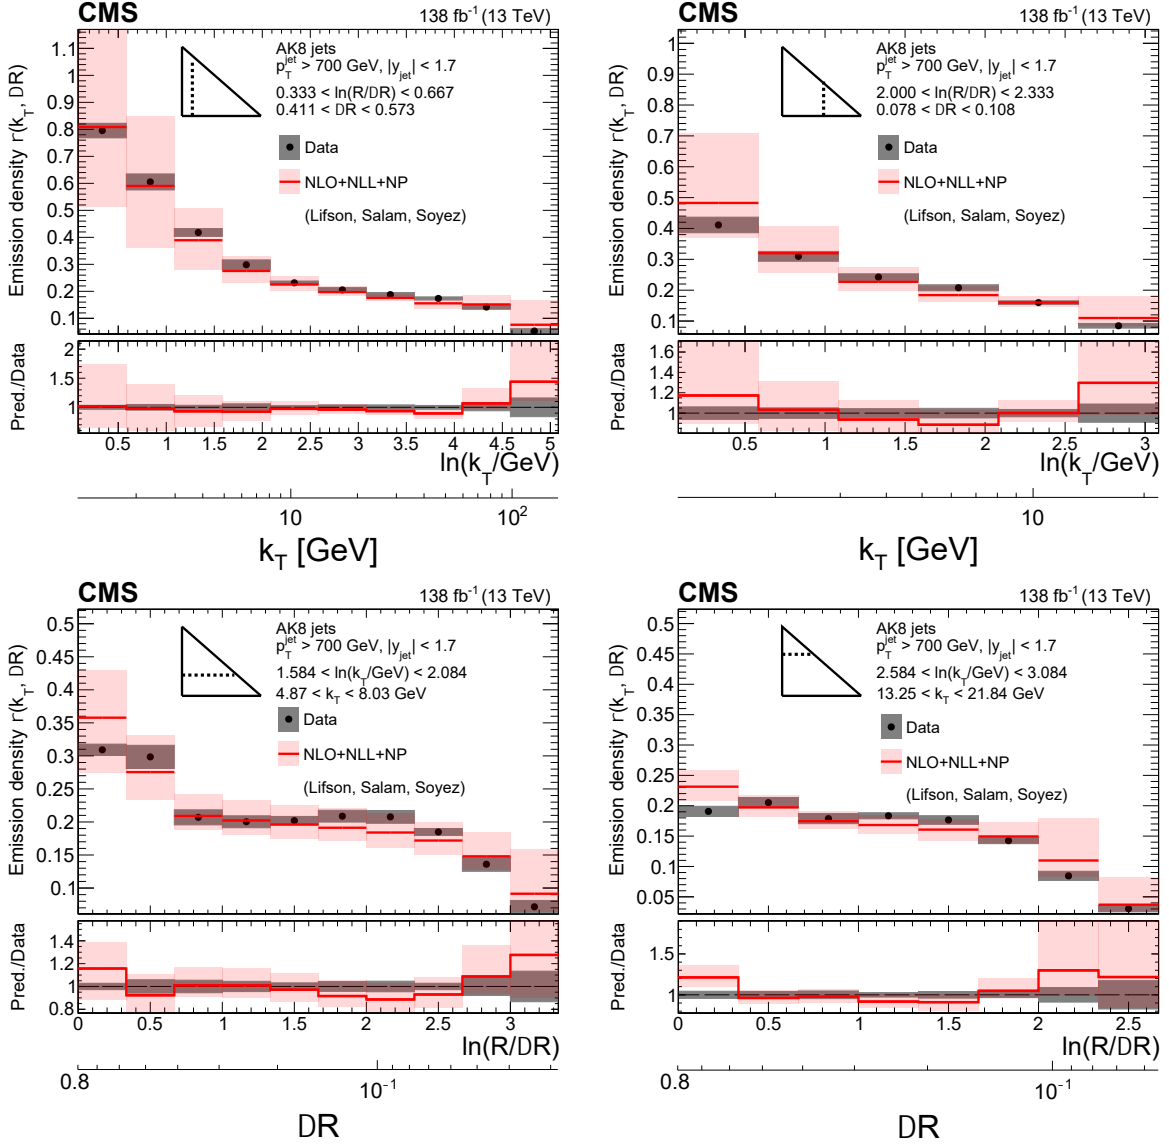 CMS 138 fb⁻¹ (13 TeV)
AK8 jets
p_T^jet > 700 GeV, |y_jet| < 1.7
0.333 < ln(R/DR) < 0.667
0.411 < DR < 0.573
Data
NLO+NLL+NP
(Lifson, Salam, Soyez)
Emission density r(k_T, DR)
1.1
1
0.9
0.8
0.7
0.6
0.5
0.4
0.3
0.2
0.1
Pred./Data
2
1.5
1
0.5 1 1.5 2 2.5 3 3.5 4 4.5 5
ln(k_T/GeV)
10 10²
k_T [GeV]
CMS 138 fb⁻¹ (13 TeV)
AK8 jets
p_T^jet > 700 GeV, |y_jet| < 1.7
2.000 < ln(R/DR) < 2.333
0.078 < DR < 0.108
Data
NLO+NLL+NP
(Lifson, Salam, Soyez)
Emission density r(k_T, DR)
1
0.9
0.8
0.7
0.6
0.5
0.4
0.3
0.2
0.1
Pred./Data
1.6
1.4
1.2
1
0.5 1 1.5 2 2.5 3
ln(k_T/GeV)
10
k_T [GeV]
CMS 138 fb⁻¹ (13 TeV)
AK8 jets
p_T^jet > 700 GeV, |y_jet| < 1.7
1.584 < ln(k_T/GeV) < 2.084
4.87 < k_T < 8.03 GeV
Data
NLO+NLL+NP
(Lifson, Salam, Soyez)
Emission density r(k_T, DR)
0.5
0.45
0.4
0.35
0.3
0.25
0.2
0.15
0.1
Pred./Data
1.4
1.2
1
0.8
0 0.5 1 1.5 2 2.5 3
ln(R/DR)
0.8 10⁻¹
DR
CMS 138 fb⁻¹ (13 TeV)
AK8 jets
p_T^jet > 700 GeV, |y_jet| < 1.7
2.584 < ln(k_T/GeV) < 3.084
13.25 < k_T < 21.84 GeV
Data
NLO+NLL+NP
(Lifson, Salam, Soyez)
Emission density r(k_T, DR)
0.5
0.45
0.4
0.35
0.3
0.25
0.2
0.15
0.1
0.05
Pred./Data
1.5
1
0 0.5 1 1.5 2 2.5
ln(R/DR)
0.8 10⁻¹
DR